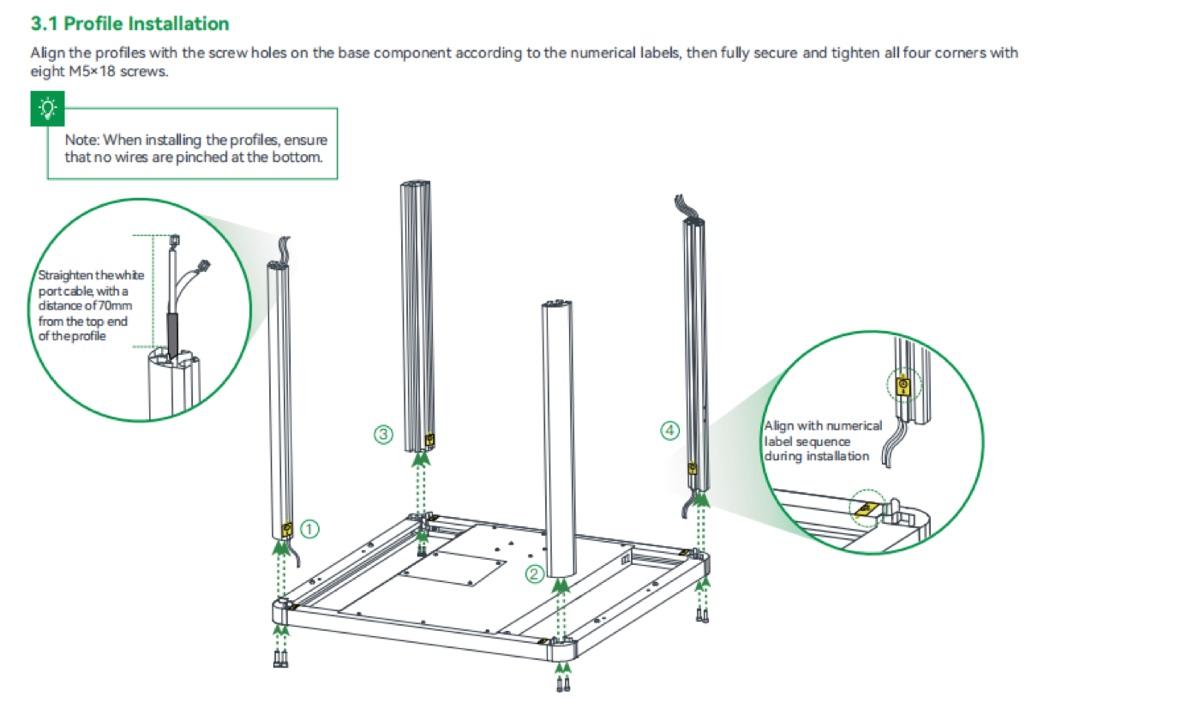 3.1 Profile Installation
Align the profiles with the screw holes on the base component according to the numerical labels, then fully secure and tighten all four corners with
eight M5×18 screws.
Note: When installing the profiles, ensure
that no wires are pinched at the bottom.
Straighten the white
port cable, with a
distance of 70mm
from the top end
of the profile
3
4
Align with numerical
label sequence
during installation
1
2